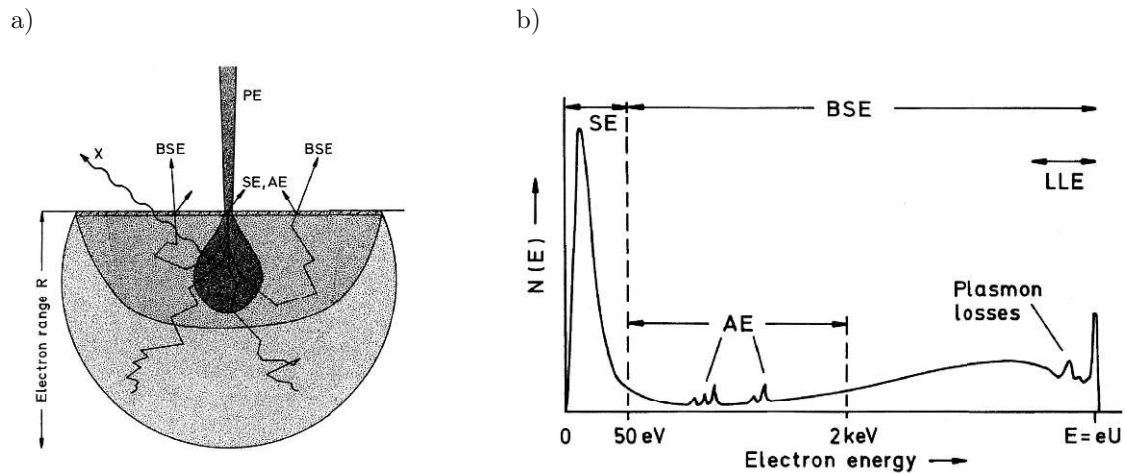 a)
b)
PE
BSE
X
BSE
SE, AE
Electron range R
SE
BSE
LLE
N(E)
Plasmon
losses
AE
0
50 eV
2 keV
E = eU
Electron energy